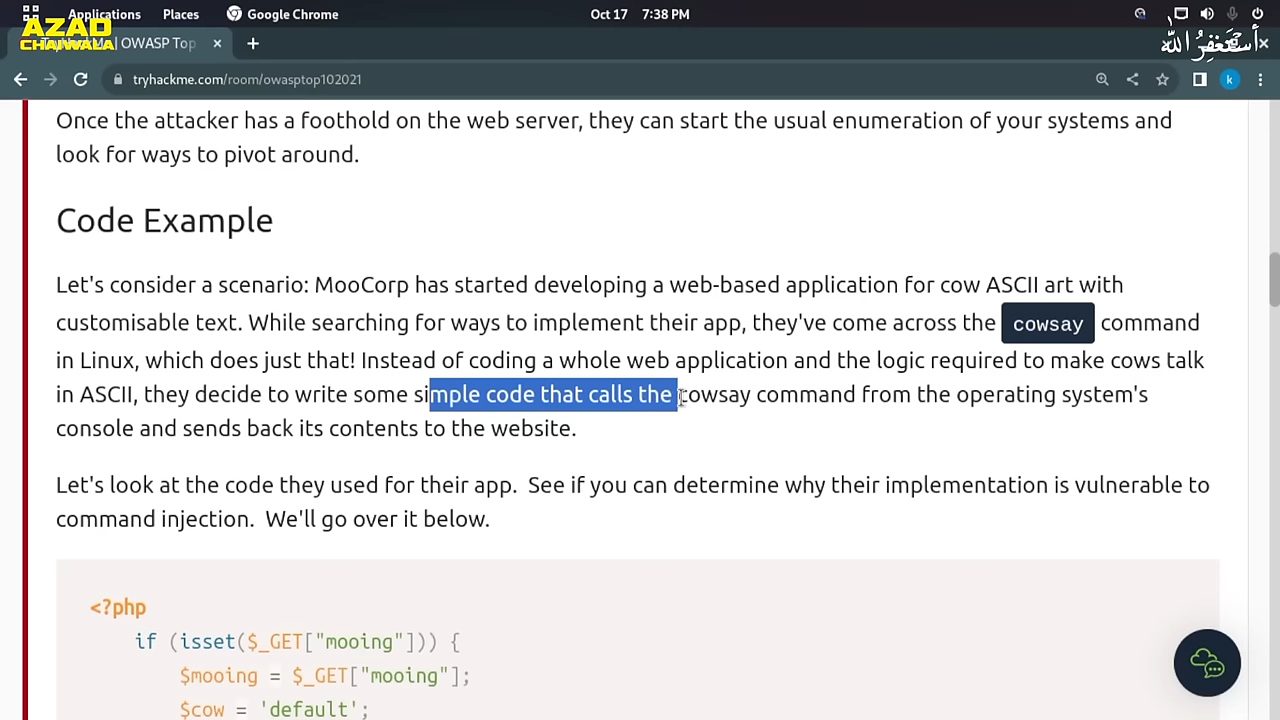 Applications Places Google Chrome Oct 17 7:38 PM
AZAD
CHAIWALA
OWASP Top
أستغفر الله
tryhackme.com/room/owasptop102021
k
Once the attacker has a foothold on the web server, they can start the usual enumeration of your systems and
look for ways to pivot around.
Code Example
Let's consider a scenario: MooCorp has started developing a web-based application for cow ASCII art with
customisable text. While searching for ways to implement their app, they've come across the cowsay command
in Linux, which does just that! Instead of coding a whole web application and the logic required to make cows talk
in ASCII, they decide to write some simple code that calls the cowsay command from the operating system's
console and sends back its contents to the website.
Let's look at the code they used for their app.  See if you can determine why their implementation is vulnerable to
command injection.  We'll go over it below.
<?php
if (isset($_GET["mooing"])) {
$mooing = $_GET["mooing"];
$cow = 'default';